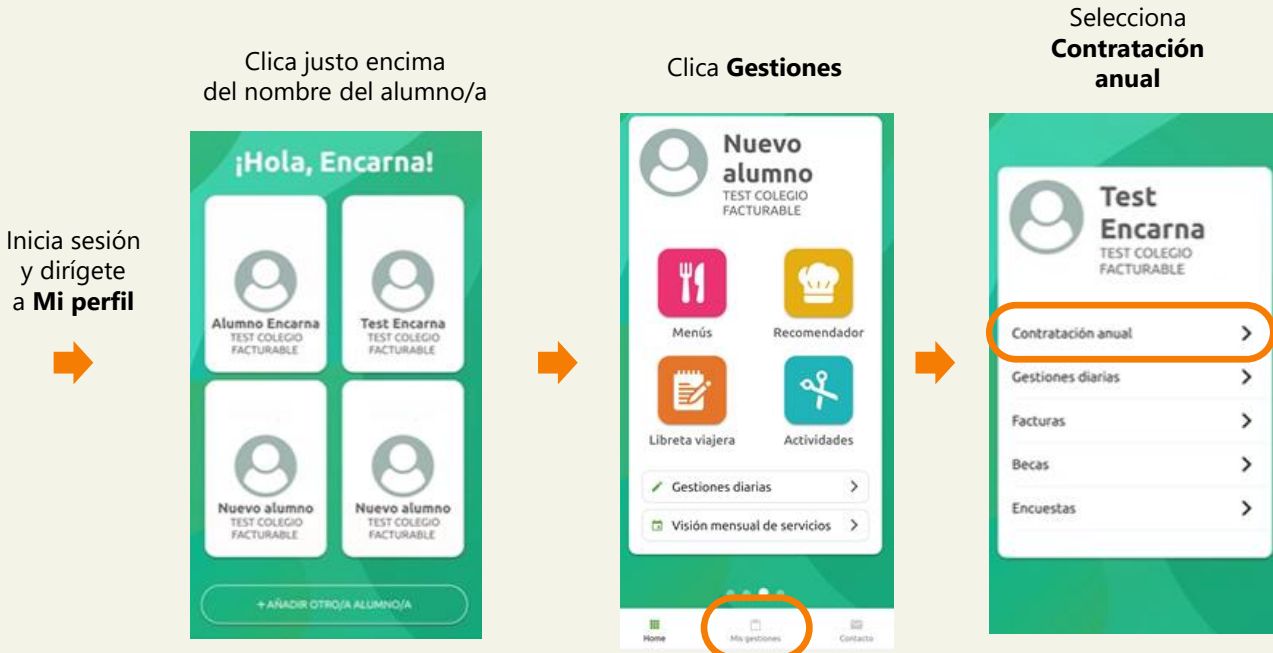 Inicia sesión
y dirígete
a Mi perfil
Clica justo encima
del nombre del alumno/a
¡Hola, Encarna!
Alumno Encarna
TEST COLEGIO
FACTURABLE
Test Encarna
TEST COLEGIO
FACTURABLE
Nuevo alumno
TEST COLEGIO
FACTURABLE
Nuevo alumno
TEST COLEGIO
FACTURABLE
+ AÑADIR OTRO/A ALUMNO/A
Clica Gestiones
Nuevo
alumno
TEST COLEGIO
FACTURABLE
Menús
Recomendador
Libreta viajera
Actividades
Gestiones diarias
Visión mensual de servicios
Home
Mis gestiones
Contacto
Selecciona
Contratación
anual
Test
Encarna
TEST COLEGIO
FACTURABLE
Contratación anual
Gestiones diarias
Facturas
Becas
Encuestas